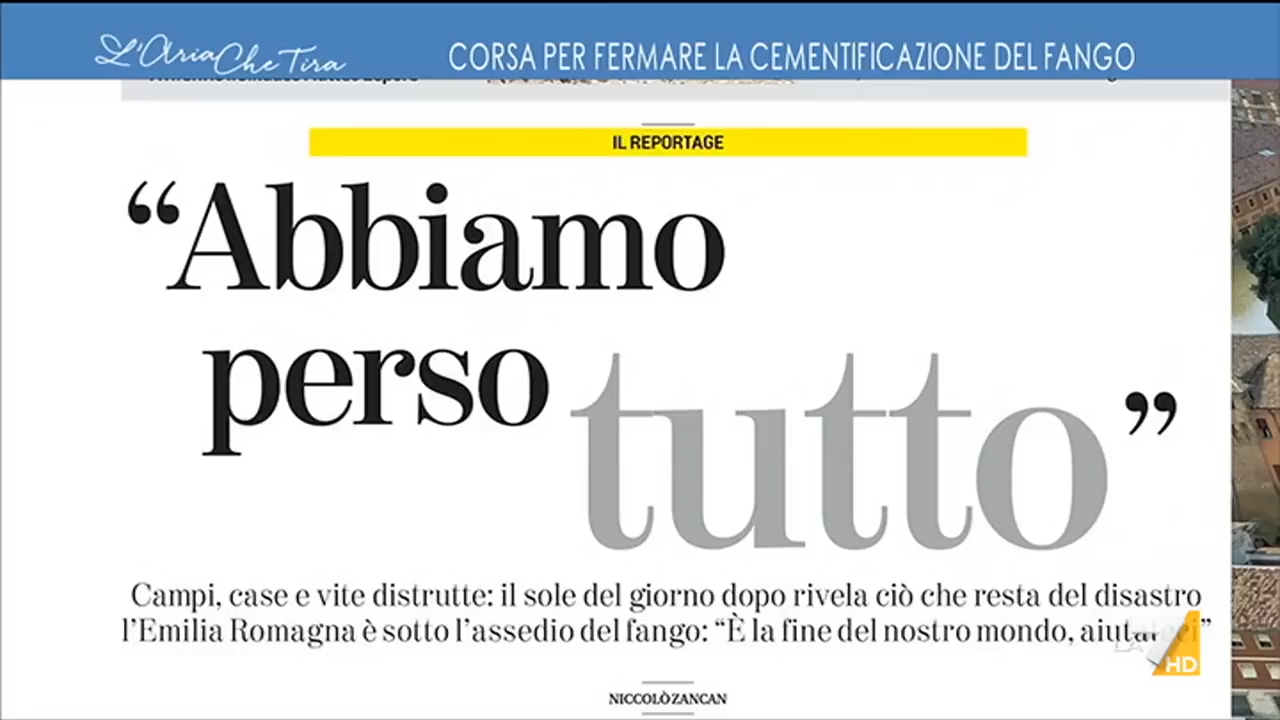 L'Aria Che Tira
CORSA PER FERMARE LA CEMENTIFICAZIONE DEL FANGO
IL REPORTAGE
“Abbiamo
perso tutto”
Campi, case e vite distrutte: il sole del giorno dopo rivela ciò che resta del disastro
l’Emilia Romagna è sotto l’assedio del fango: “È la fine del nostro mondo, aiutateci”
HD
NICCOLÒ ZANCAN